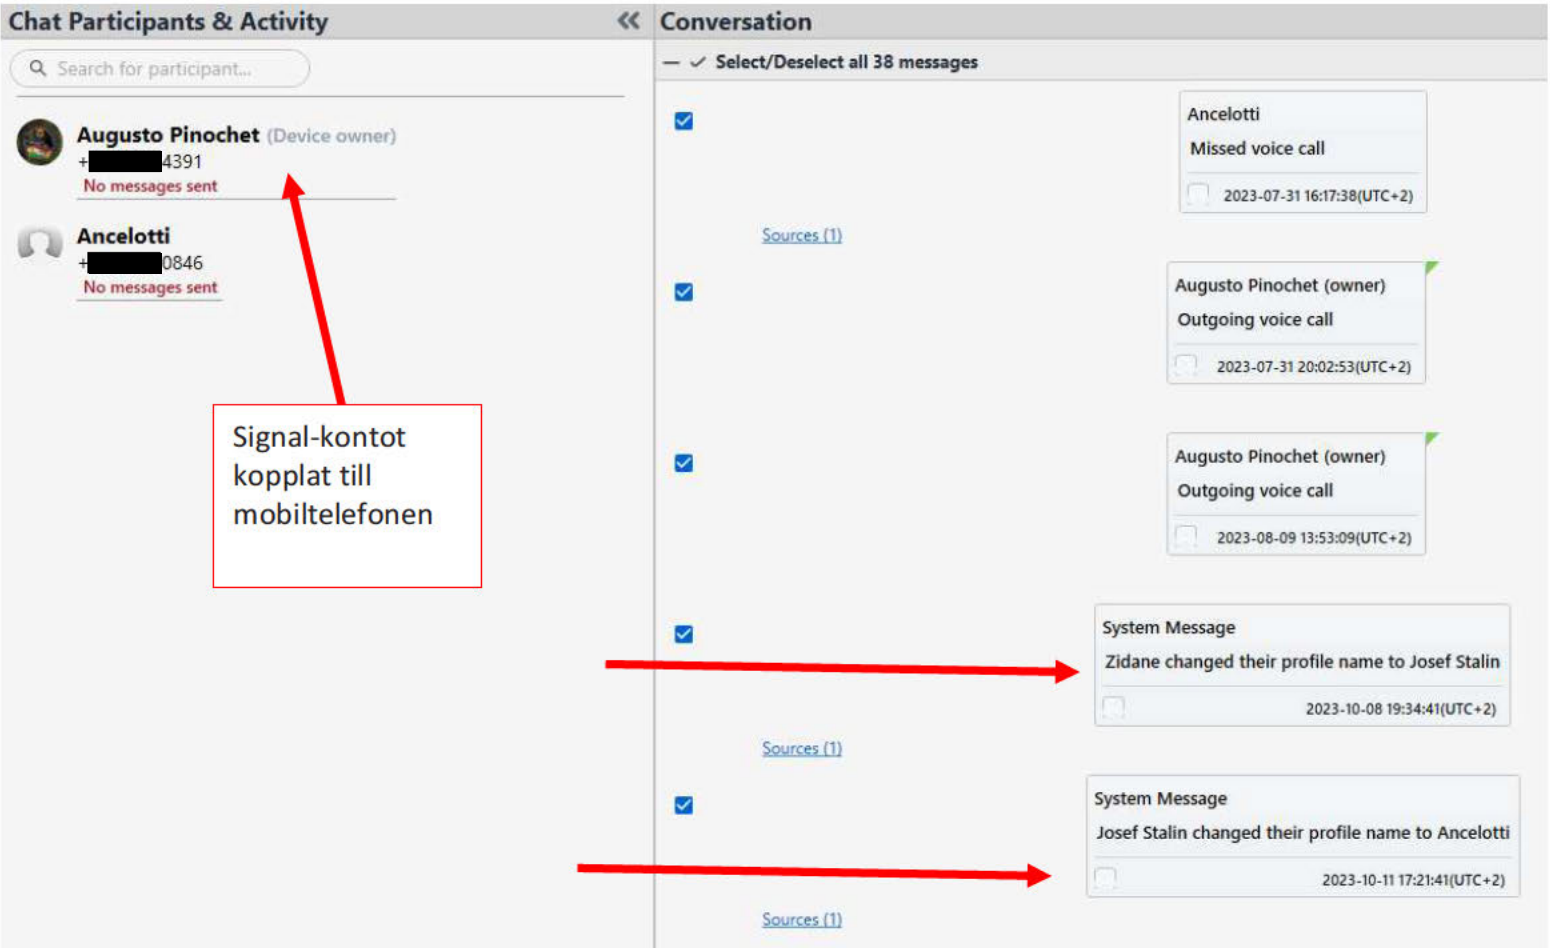 Chat Participants & Activity
Search for participant...
Augusto Pinochet (Device owner)
+ 4391
No messages sent
Ancelotti
+ 0846
No messages sent
Signal-kontot
kopplat till
mobiltelefonen
Conversation
Select/Deselect all 38 messages
Ancelotti
Missed voice call
2023-07-31 16:17:38(UTC+2)
Sources (1)
Augusto Pinochet (owner)
Outgoing voice call
2023-07-31 20:02:53(UTC+2)
Augusto Pinochet (owner)
Outgoing voice call
2023-08-09 13:53:09(UTC+2)
System Message
Zidane changed their profile name to Josef Stalin
2023-10-08 19:34:41(UTC+2)
Sources (1)
System Message
Josef Stalin changed their profile name to Ancelotti
2023-10-11 17:21:41(UTC+2)
Sources (1)